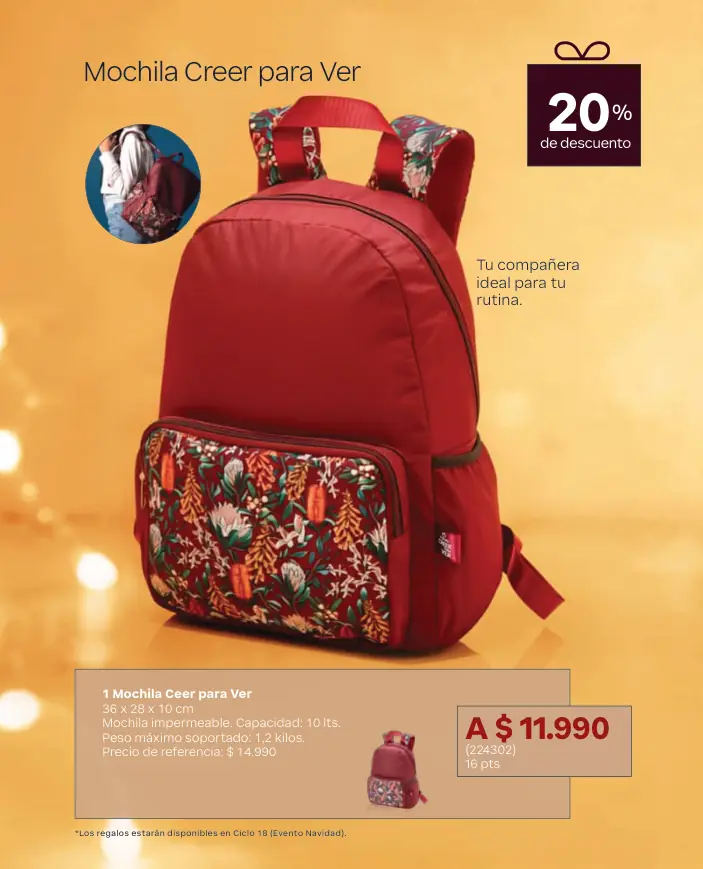 Mochila Creer para Ver
20%
de descuento
Tu compañera
ideal para tu
rutina.
CREER
VER
1 Mochila Ceer para Ver
36 x 28 x 10 cm
Mochila impermeable. Capacidad: 10 lts.
Peso máximo soportado: 1,2 kilos.
Precio de referencia: $ 14.990
A $ 11.990
(224302)
16 pts
*Los regalos estarán disponibles en Ciclo 18 (Evento Navidad).